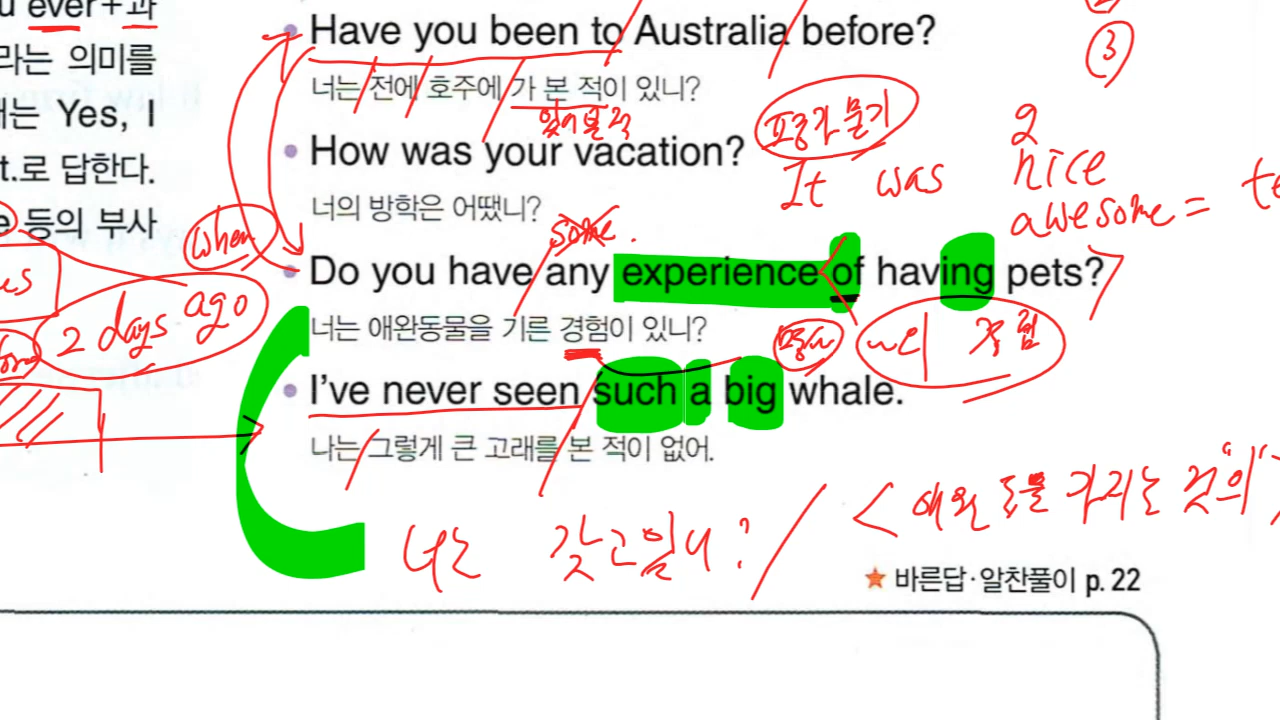 u ever+과
Have you been to Australia before?
③
라는 의미를
너는 전에 호주에 가 본 적이 있니?
있어 본 적
Yes, I
How was your vacation?
평가 묻기
It was
nice
awesome =
t.로 답한다.
너의 방학은 어땠니?
e 등의 부사
when
some.
Do you have any experience of having pets?
2 days ago
너는 애완동물을 기른 경험이 있니?
명사
~의 경험
I've never seen such a big whale.
나는 그렇게 큰 고래를 본 적이 없어.
너는 갖고있니? / < 애완 동물 가지는 것"의"
★ 바른답·알찬풀이 p. 22